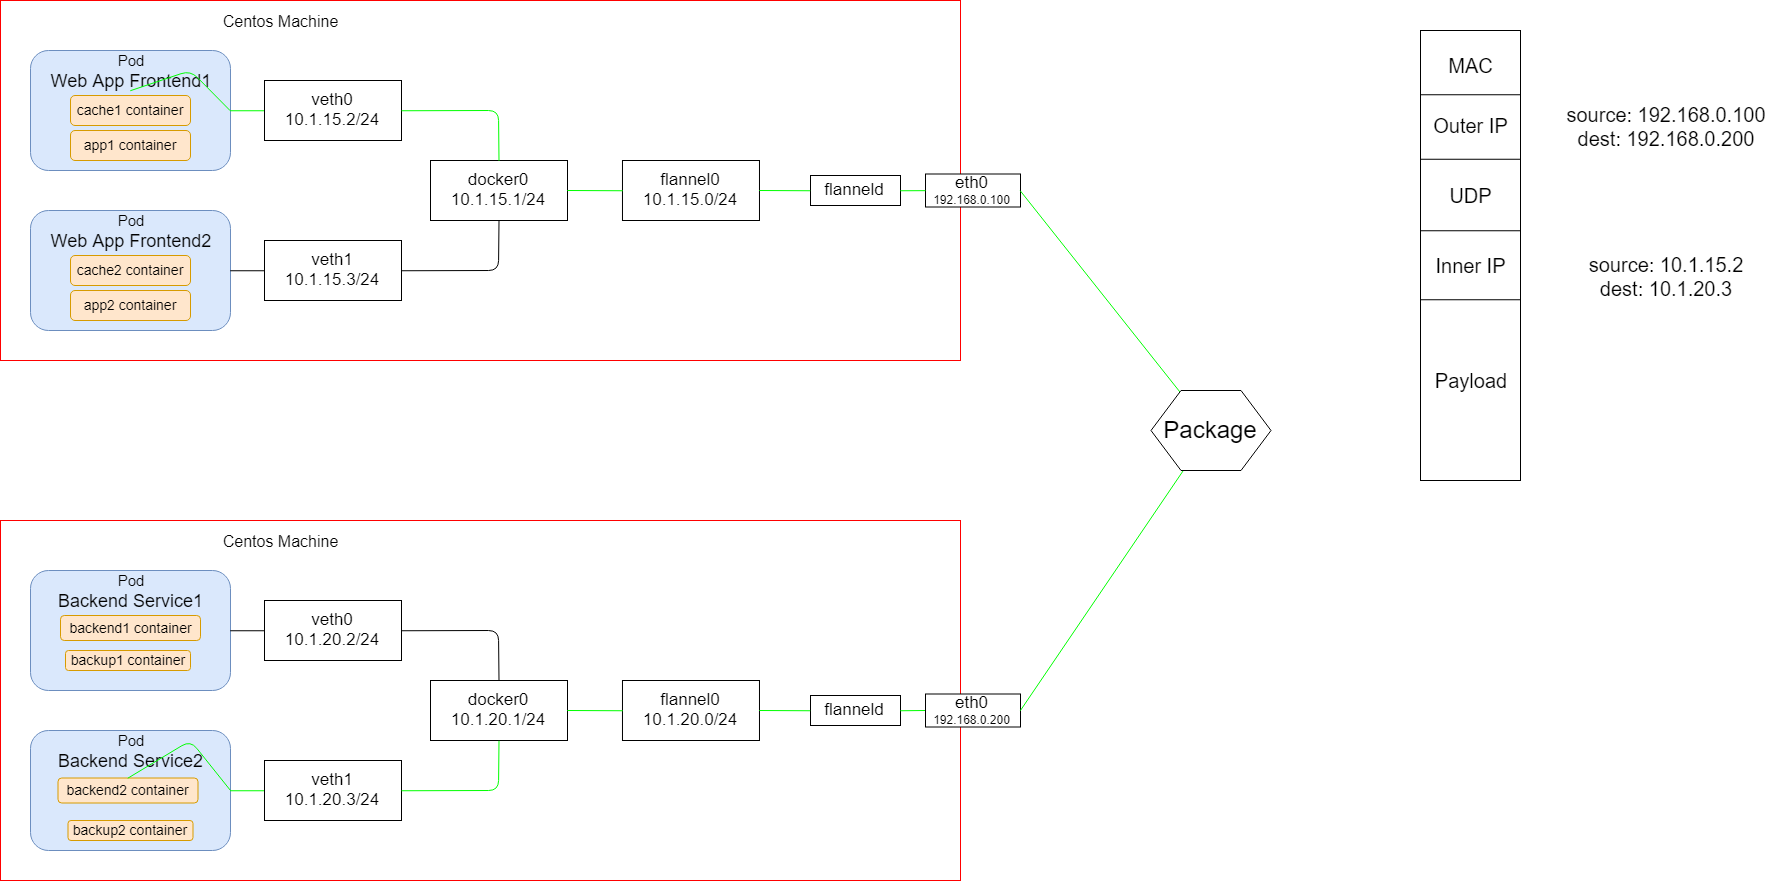 Centos Machine
Pod
Web App Frontend1
cache1 container
app1 container
veth0
10.1.15.2/24
Pod
Web App Frontend2
cache2 container
app2 container
veth1
10.1.15.3/24
docker0
10.1.15.1/24
flannel0
10.1.15.0/24
flanneld
eth0
192.168.0.100
Package
MAC
Outer IP
source: 192.168.0.100
dest: 192.168.0.200
UDP
Inner IP
source: 10.1.15.2
dest: 10.1.20.3
Payload
Centos Machine
Pod
Backend Service1
backend1 container
backup1 container
veth0
10.1.20.2/24
Pod
Backend Service2
backend2 container
backup2 container
veth1
10.1.20.3/24
docker0
10.1.20.1/24
flannel0
10.1.20.0/24
flanneld
eth0
192.168.0.200